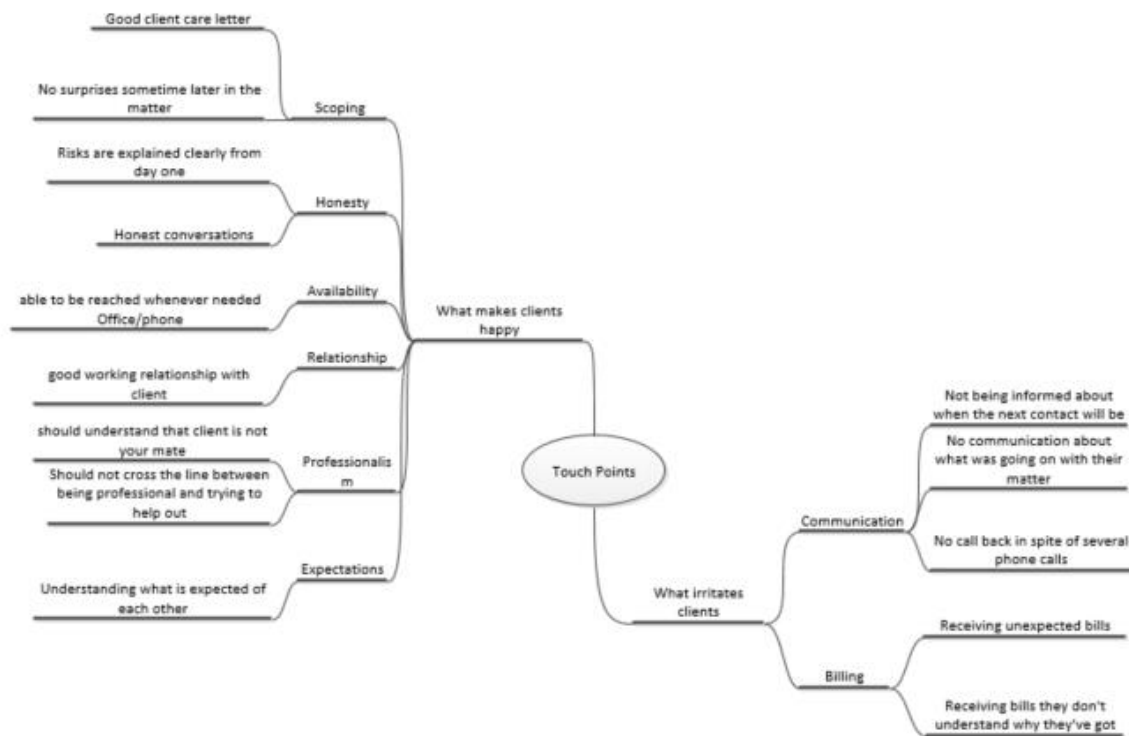 Good client care letter
No surprises sometime later in the
matter
Scoping
Risks are explained clearly from
day one
Honest conversations
Honesty
able to be reached whenever needed
Office/phone
Availability
good working relationship with
client
Relationship
should understand that client is not
your mate
Should not cross the line between
being professional and trying to
help out
Professionalis
m
Understanding what is expected of
each other
Expectations
What makes clients
happy
Touch Points
What irritates
clients
Communication
Not being informed about
when the next contact will be
No communication about
what was going on with their
matter
No call back in spite of several
phone calls
Billing
Receiving unexpected bills
Receiving bills they don't
understand why they've got